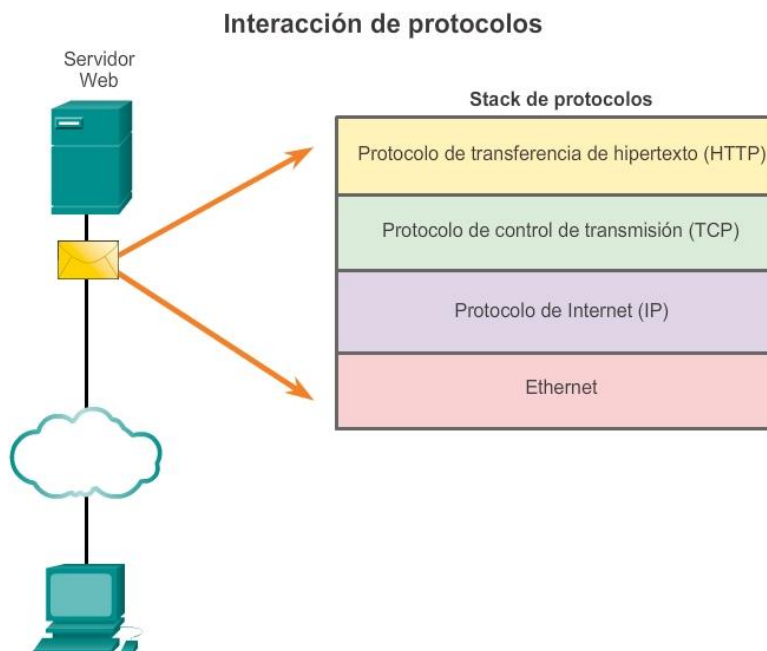 Interacción de protocolos
Servidor
Web
Stack de protocolos
Protocolo de transferencia de hipertexto (HTTP)
Protocolo de control de transmisión (TCP)
Protocolo de Internet (IP)
Ethernet